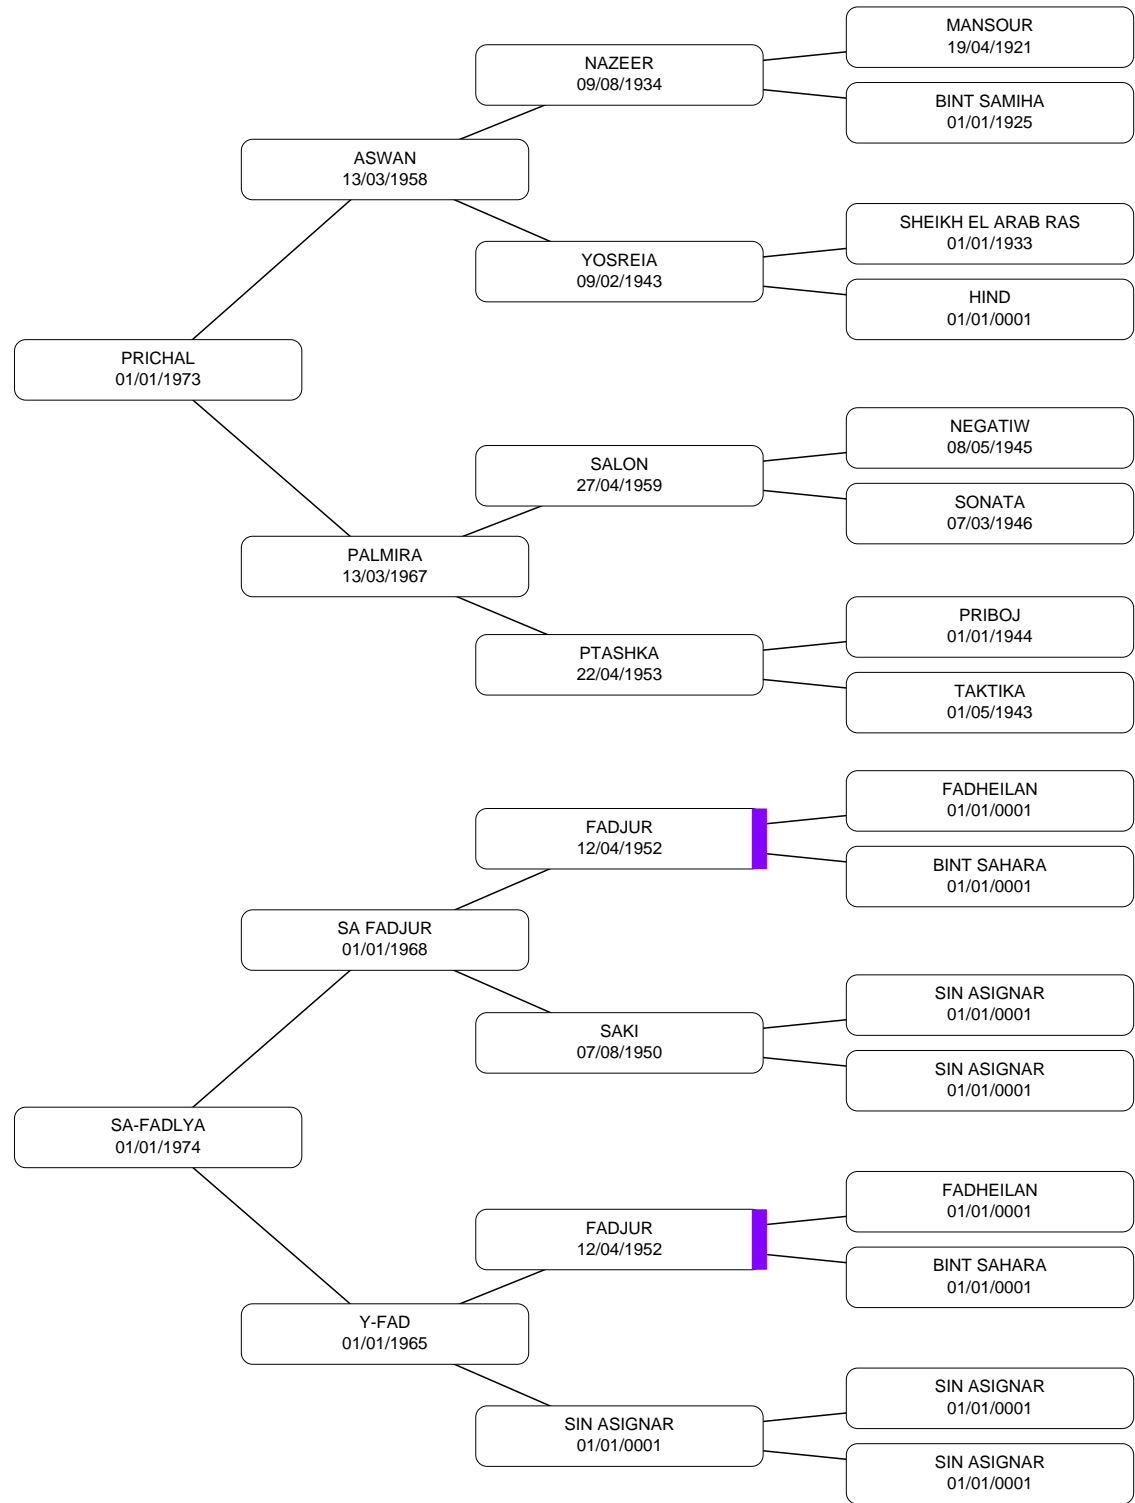 MANSOUR
19/04/1921
NAZEER
09/08/1934
BINT SAMIHA
01/01/1925
ASWAN
13/03/1958
SHEIKH EL ARAB RAS
01/01/1933
YOSREIA
09/02/1943
HIND
01/01/0001
PRICHAL
01/01/1973
NEGATIW
08/05/1945
SALON
27/04/1959
SONATA
07/03/1946
PALMIRA
13/03/1967
PRIBOJ
01/01/1944
PTASHKA
22/04/1953
TAKTIKA
01/05/1943
FADHEILAN
01/01/0001
FADJUR
12/04/1952
BINT SAHARA
01/01/0001
SA FADJUR
01/01/1968
SIN ASIGNAR
01/01/0001
SAKI
07/08/1950
SIN ASIGNAR
01/01/0001
SA-FADLYA
01/01/1974
FADHEILAN
01/01/0001
FADJUR
12/04/1952
BINT SAHARA
01/01/0001
Y-FAD
01/01/1965
SIN ASIGNAR
01/01/0001
SIN ASIGNAR
01/01/0001
SIN ASIGNAR
01/01/0001